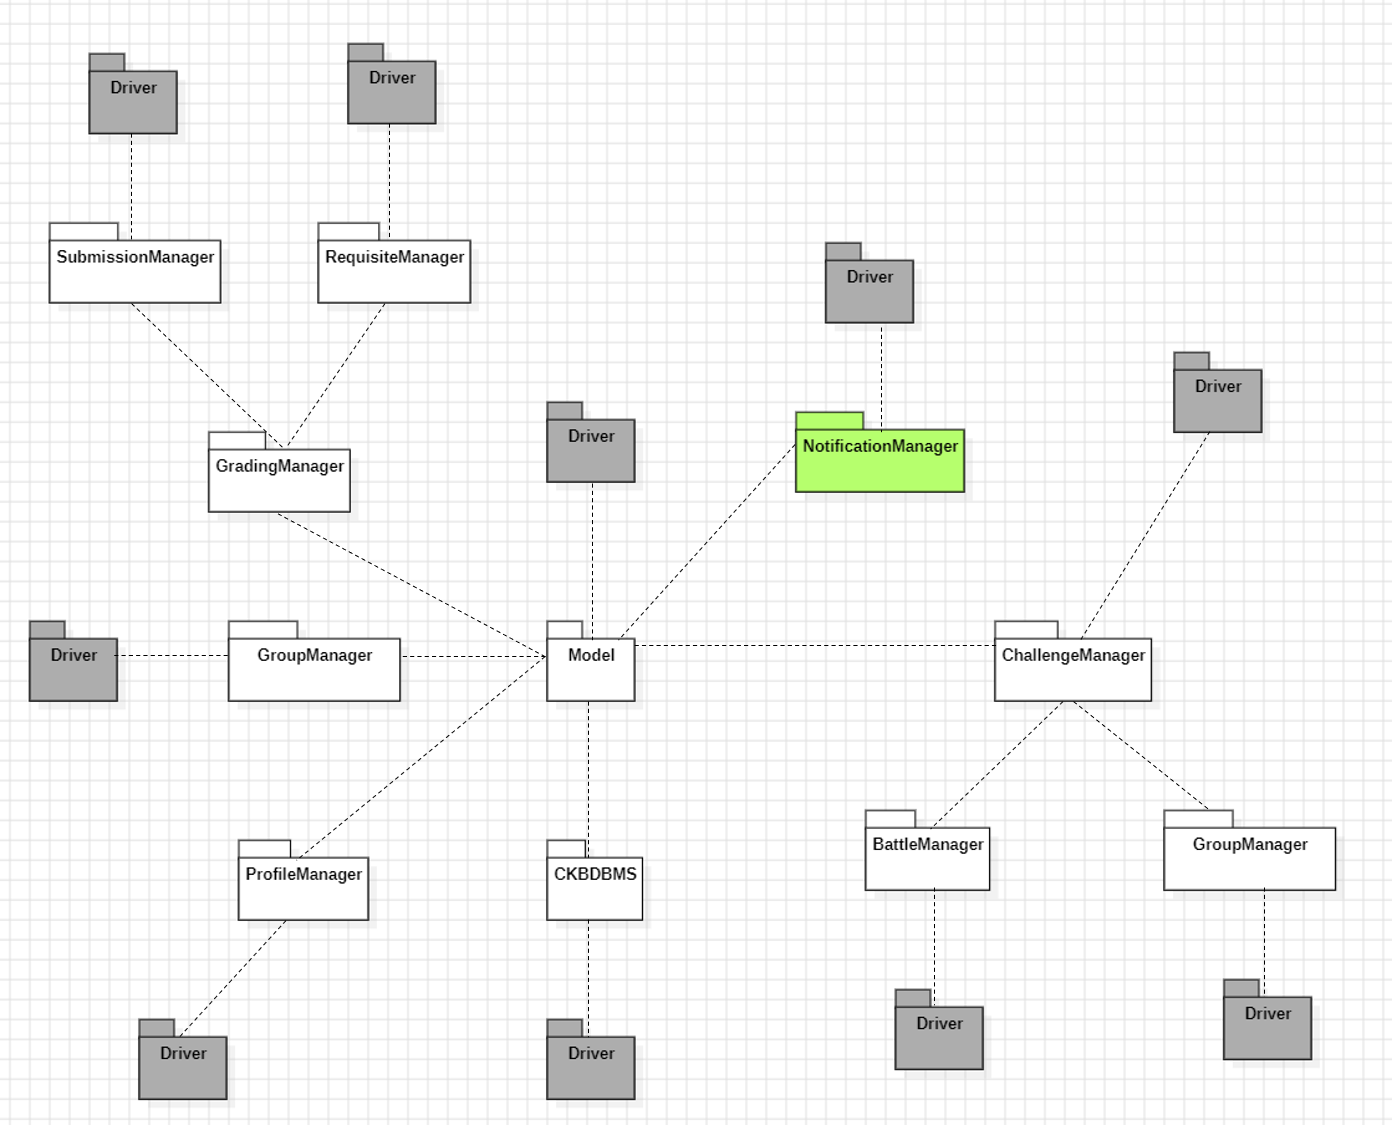 Driver
Driver
SubmissionManager
RequisiteManager
Driver
Driver
Driver
NotificationManager
GradingManager
Driver
GroupManager
Model
ChallengeManager
BattleManager
GroupManager
ProfileManager
CKBDBMS
Driver
Driver
Driver
Driver